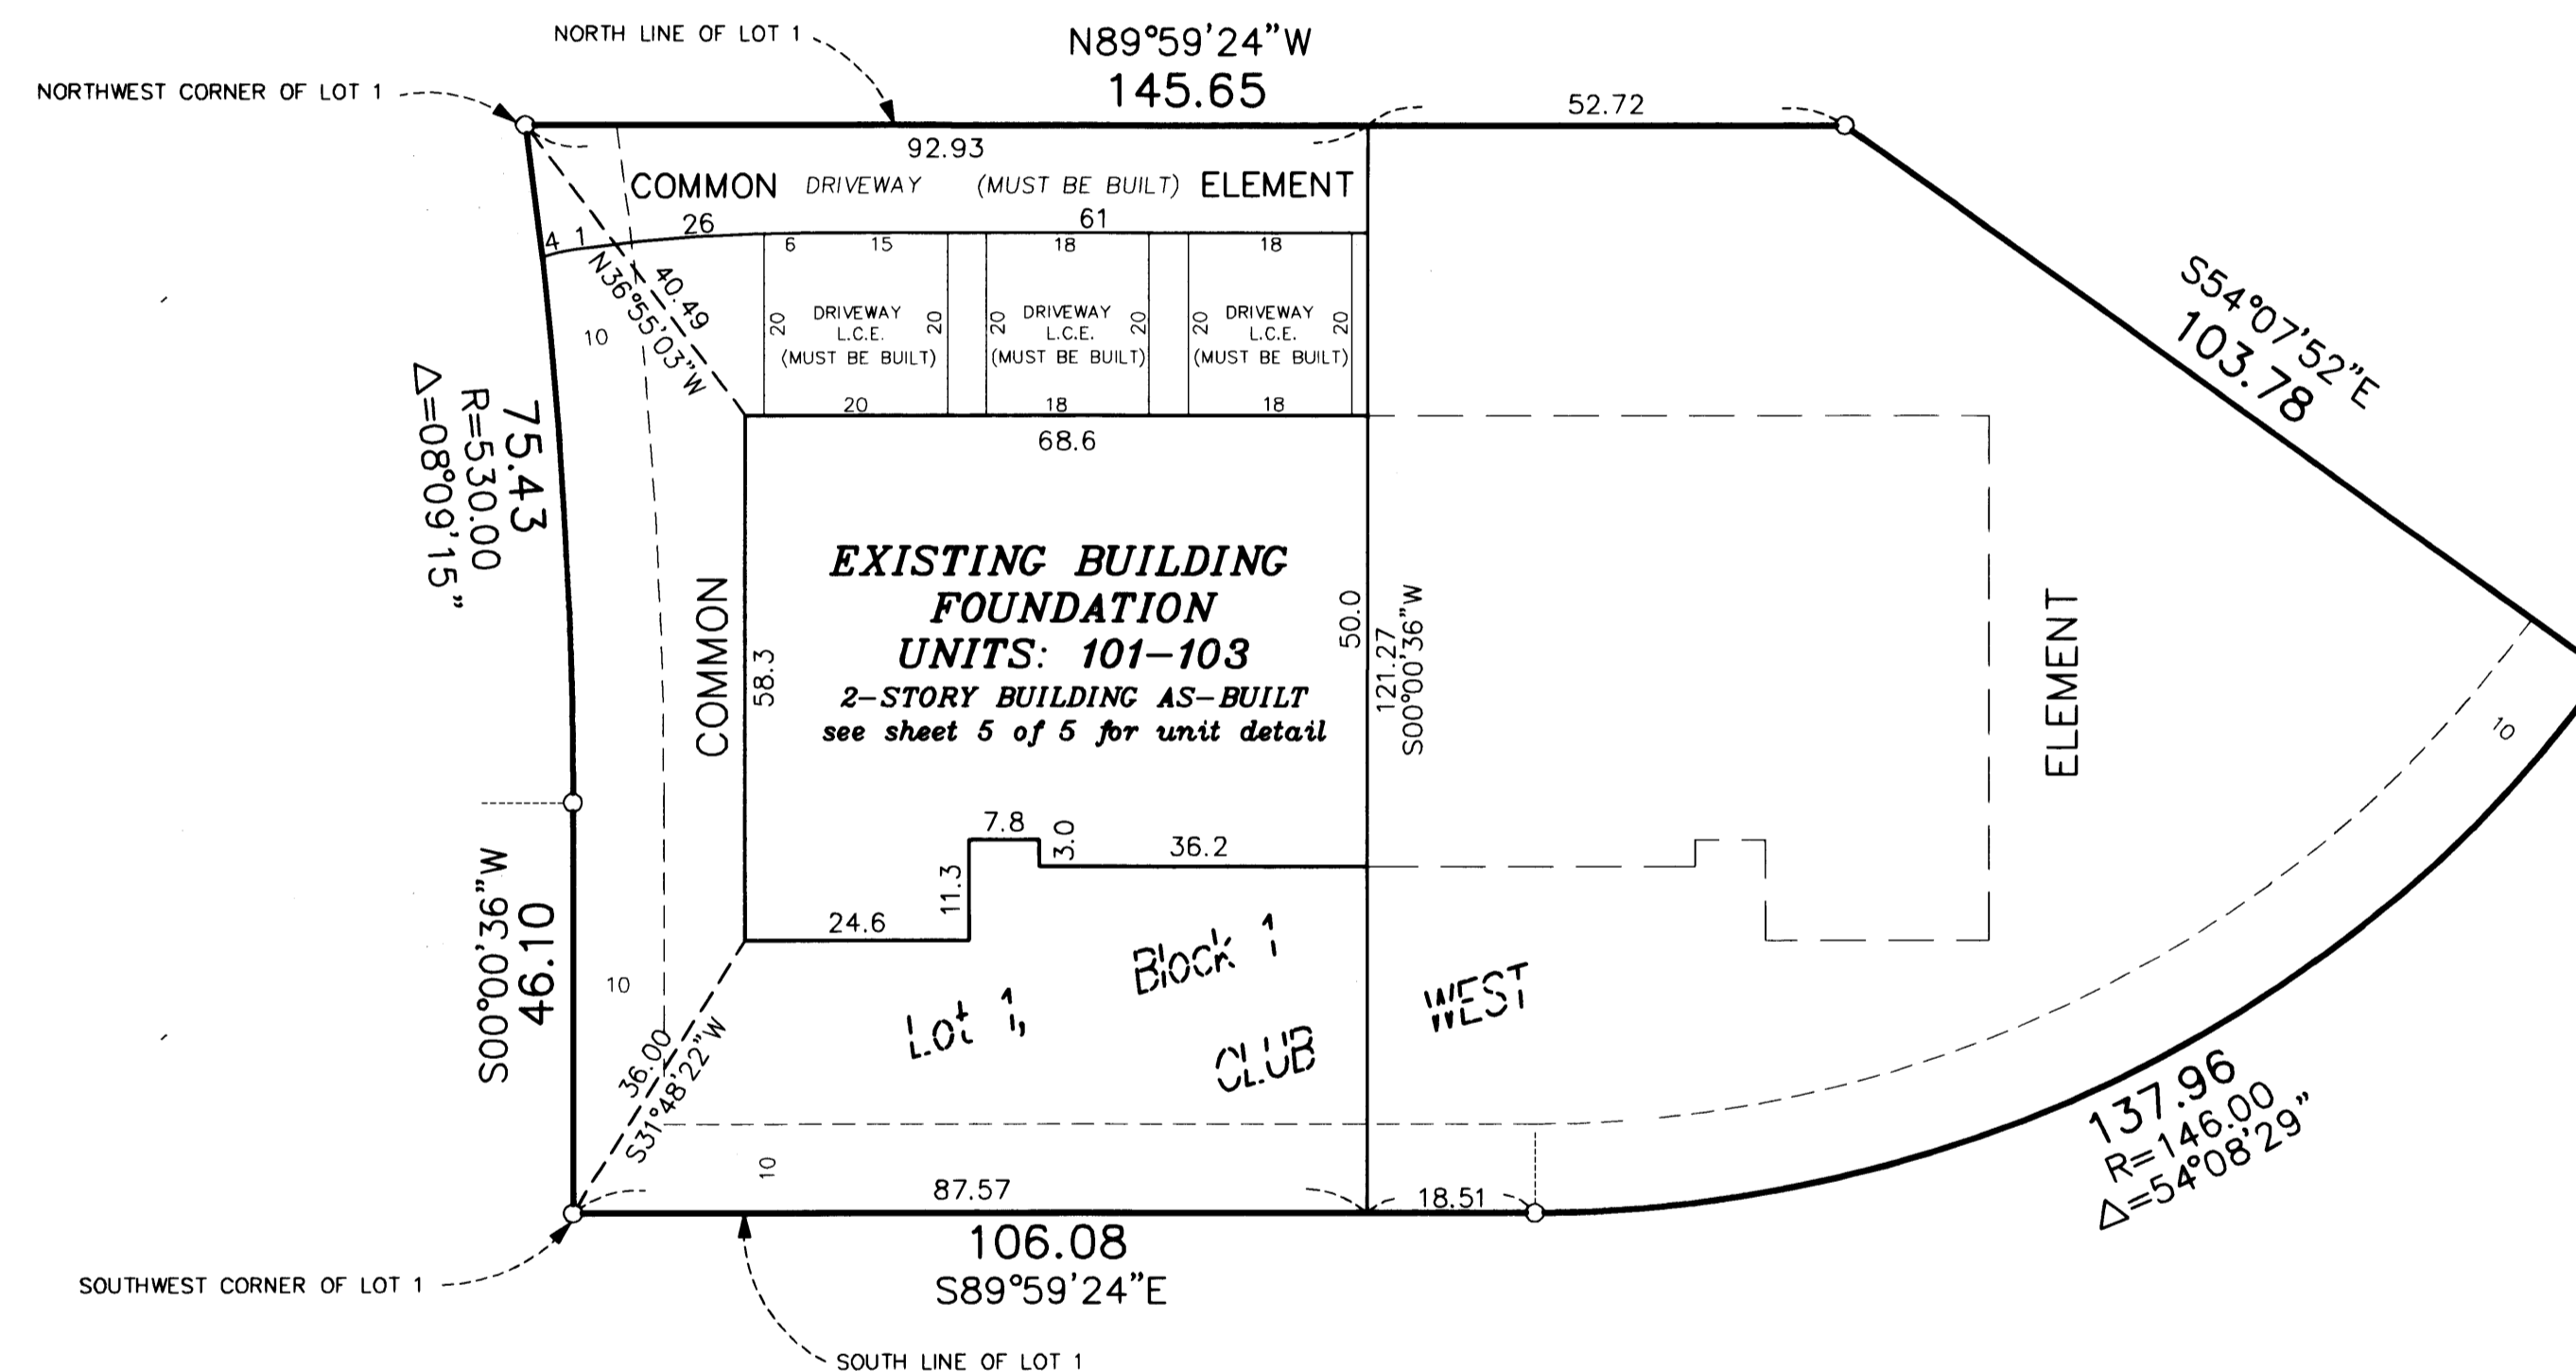 NORTH LINE OF LOT 1
N89°59'24"W
145.65
NORTHWEST CORNER OF LOT 1
52.72
92.93
COMMON DRIVEWAY (MUST BE BUILT) ELEMENT
4 1 26 61
6 15 18 18
N36°55'03"W
40.49
20 DRIVEWAY 20 20 DRIVEWAY 20 20 DRIVEWAY 20
L.C.E. L.C.E. L.C.E.
(MUST BE BUILT) (MUST BE BUILT) (MUST BE BUILT)
20 18 18
68.6
10
S54°07'52"E
103.78
75.43
R=530.00
△=08°09'15"
EXISTING BUILDING
FOUNDATION
UNITS: 101-103
2-STORY BUILDING AS-BUILT
see sheet 5 of 5 for unit detail
COMMON
58.3
50.0
121.27
S00°00'36"W
ELEMENT
10
7.8
3.0
36.2
11.3
24.6
S00°00'36"W
46.10
10
Lot 1,
Block 1
WEST
CLUB
36.00
S31°48'22"W
10
87.57
18.51
106.08
S89°59'24"E
137.96
R=146.00
△=54°08'29"
SOUTHWEST CORNER OF LOT 1
SOUTH LINE OF LOT 1